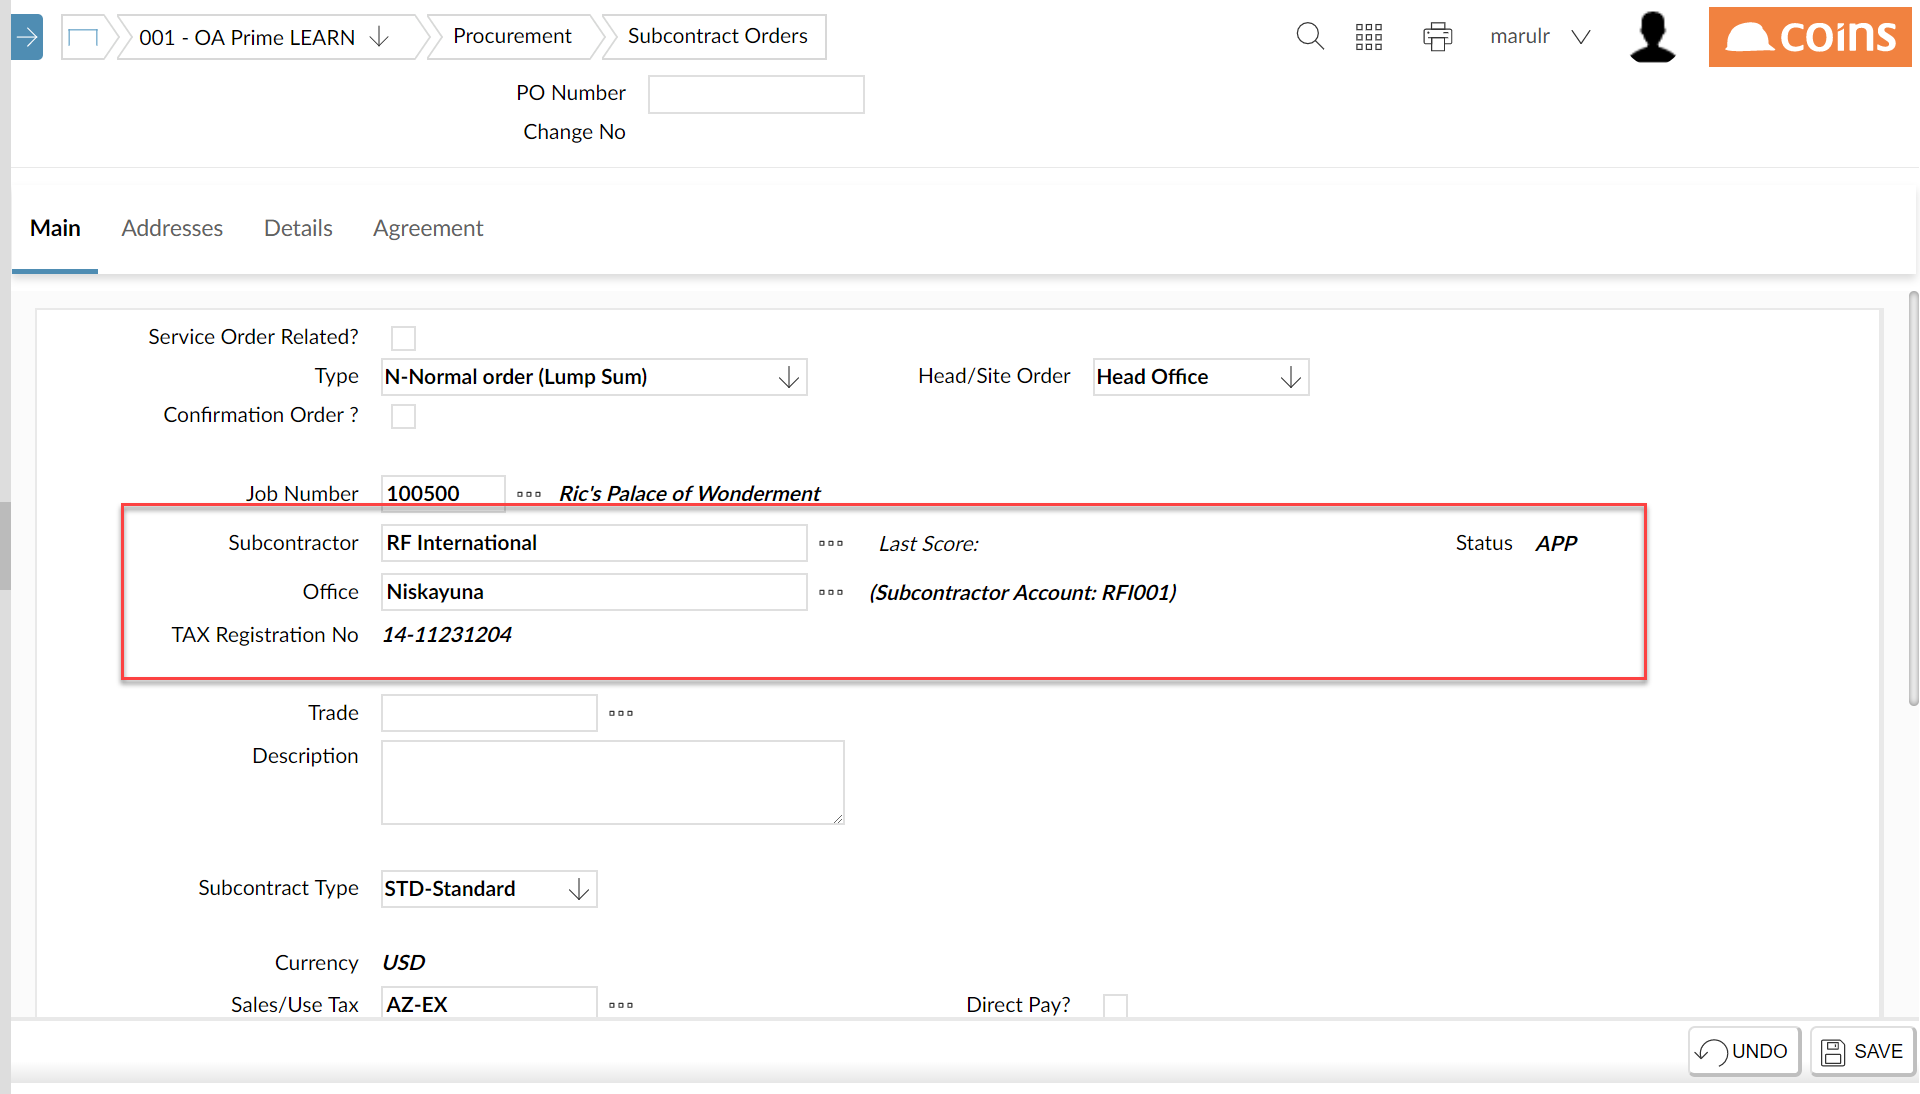 001 - OA Prime LEARN Procurement Subcontract Orders marulr coins
PO Number
Change No
Main Addresses Details Agreement
Service Order Related?
Type N-Normal order (Lump Sum) Head/Site Order Head Office
Confirmation Order ?
Job Number 100500 Ric's Palace of Wonderment
Subcontractor RF International Last Score: Status APP
Office Niskayuna (Subcontractor Account: RFI001)
TAX Registration No 14-11231204
Trade
Description
Subcontract Type STD-Standard
Currency USD
Sales/Use Tax AZ-EX Direct Pay?
UNDO SAVE